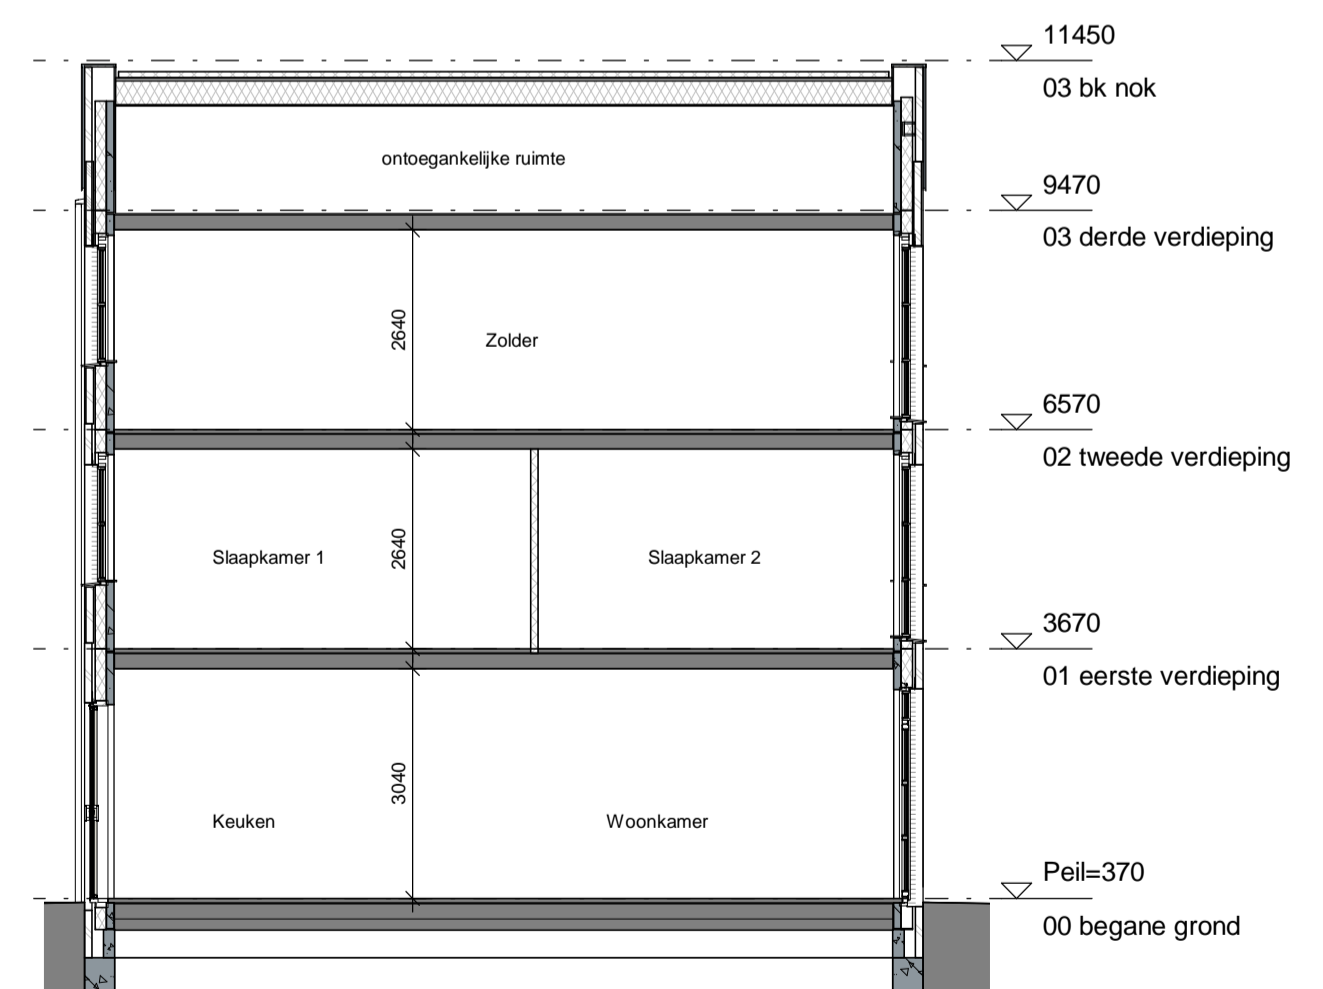 11450
03 bk nok
ontoegankelijke ruimte
9470
03 derde verdieping
2640
Zolder
6570
02 tweede verdieping
Slaapkamer 1
2640
Slaapkamer 2
3670
01 eerste verdieping
3040
Keuken
Woonkamer
Peil=370
00 begane grond